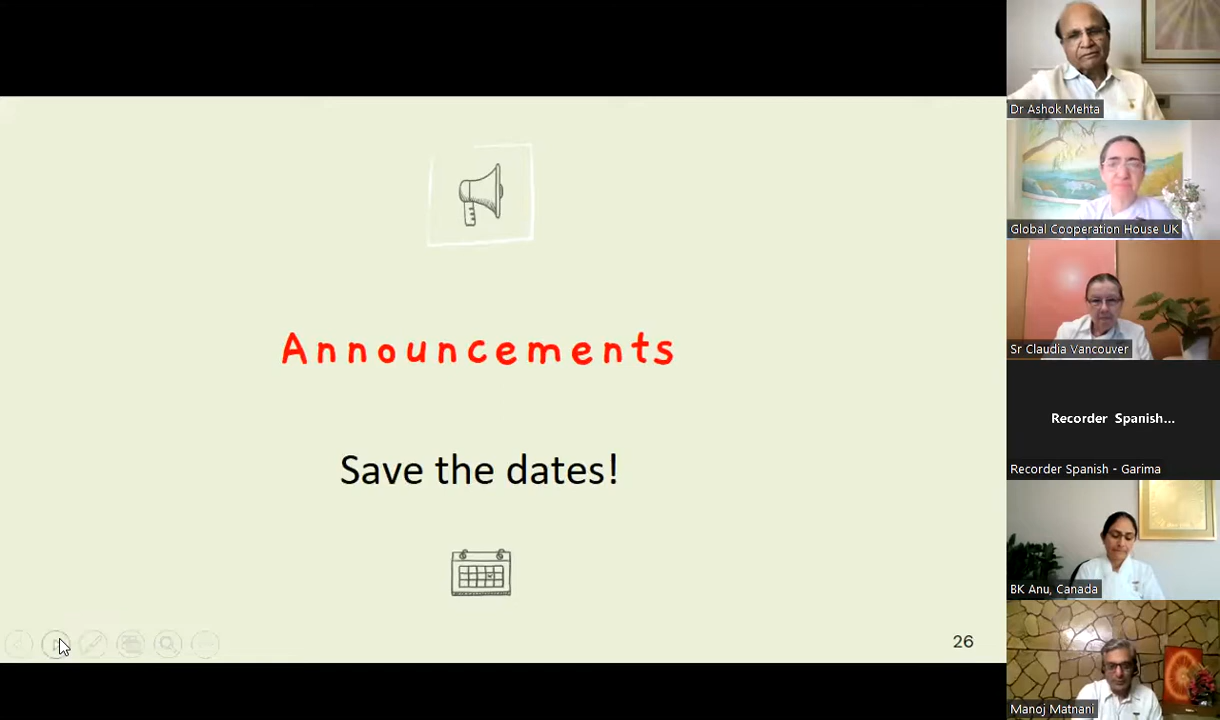 Announcements
Save the dates!
26
Dr Ashok Mehta
Global Cooperation House UK
Sr Claudia Vancouver
Recorder Spanish...
Recorder Spanish - Garima
BK Anu, Canada
Manoj Matnani